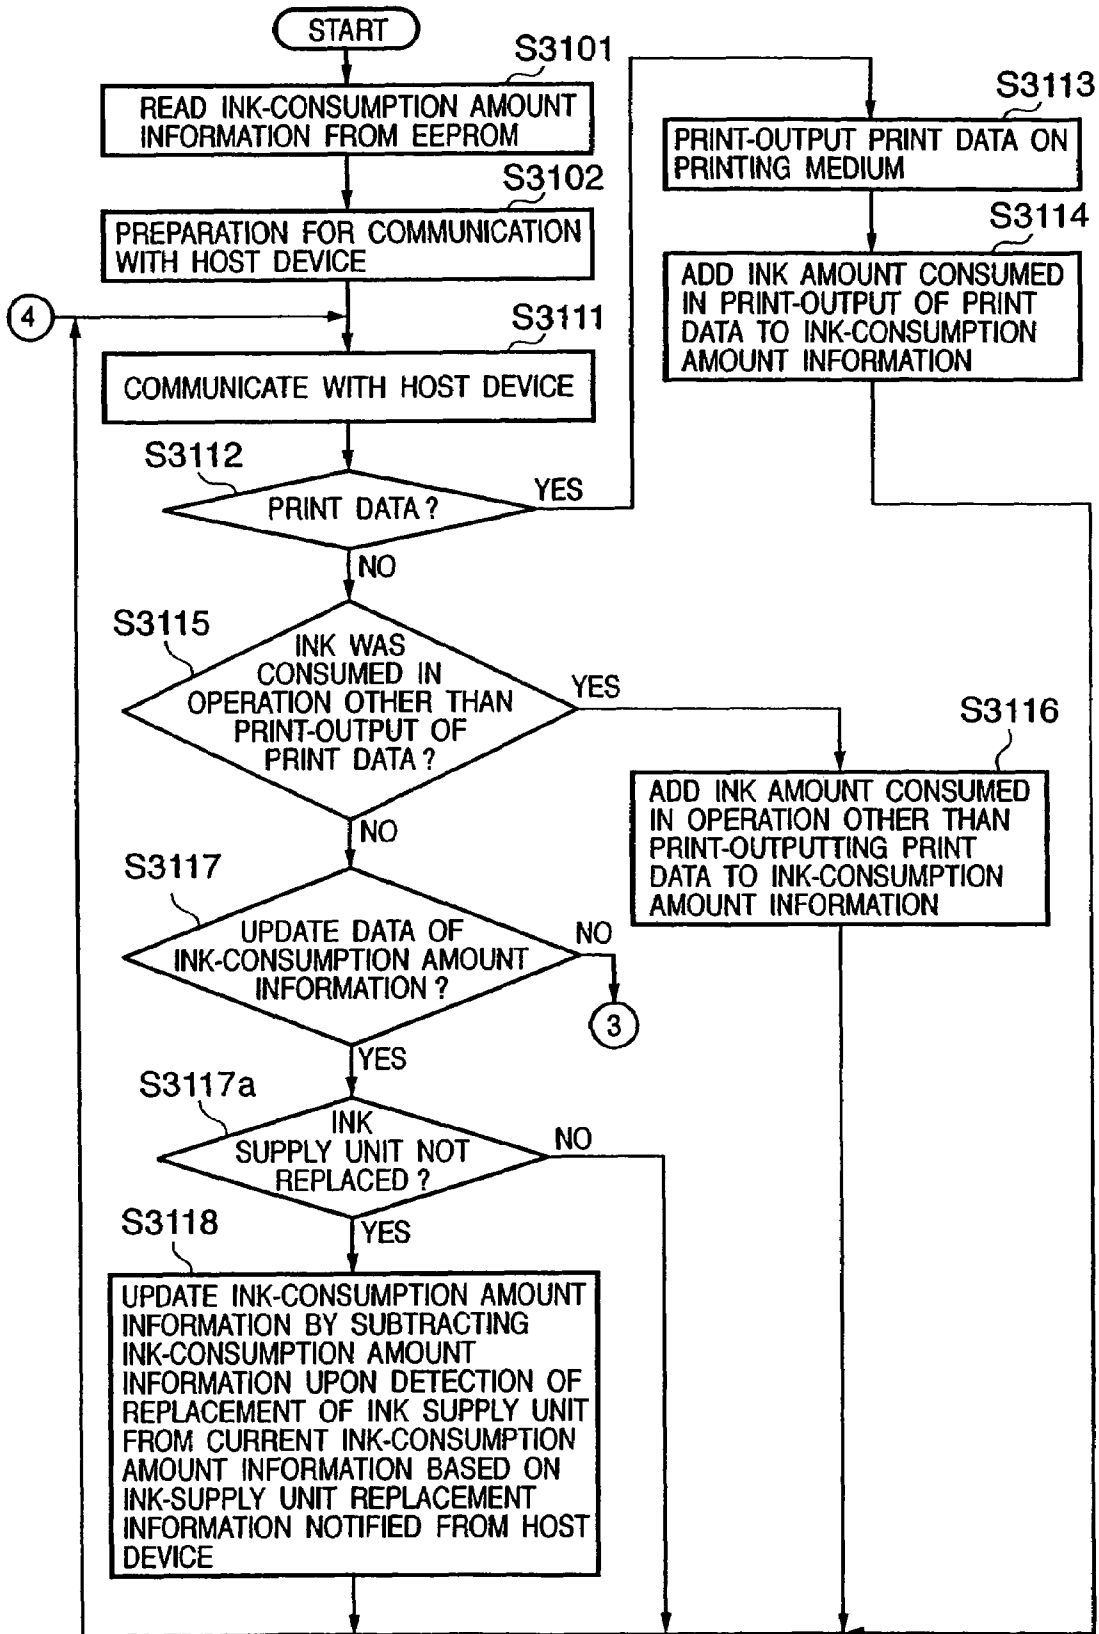 START
S3101
READ INK-CONSUMPTION AMOUNT
INFORMATION FROM EEPROM
S3102
PREPARATION FOR COMMUNICATION
WITH HOST DEVICE
4
S3111
COMMUNICATE WITH HOST DEVICE
S3112
PRINT DATA?
YES
NO
S3113
PRINT-OUTPUT PRINT DATA ON
PRINTING MEDIUM
S3114
ADD INK AMOUNT CONSUMED
IN PRINT-OUTPUT OF PRINT
DATA TO INK-CONSUMPTION
AMOUNT INFORMATION
S3115
INK WAS
CONSUMED IN
OPERATION OTHER THAN
PRINT-OUTPUT OF
PRINT DATA?
YES
NO
S3116
ADD INK AMOUNT CONSUMED
IN OPERATION OTHER THAN
PRINT-OUTPUTTING PRINT
DATA TO INK-CONSUMPTION
AMOUNT INFORMATION
S3117
UPDATE DATA OF
INK-CONSUMPTION AMOUNT
INFORMATION?
NO
3
YES
S3117a
INK
SUPPLY UNIT NOT
REPLACED?
NO
YES
S3118
UPDATE INK-CONSUMPTION AMOUNT
INFORMATION BY SUBTRACTING
INK-CONSUMPTION AMOUNT
INFORMATION UPON DETECTION OF
REPLACEMENT OF INK SUPPLY UNIT
FROM CURRENT INK-CONSUMPTION
AMOUNT INFORMATION BASED ON
INK-SUPPLY UNIT REPLACEMENT
INFORMATION NOTIFIED FROM HOST
DEVICE